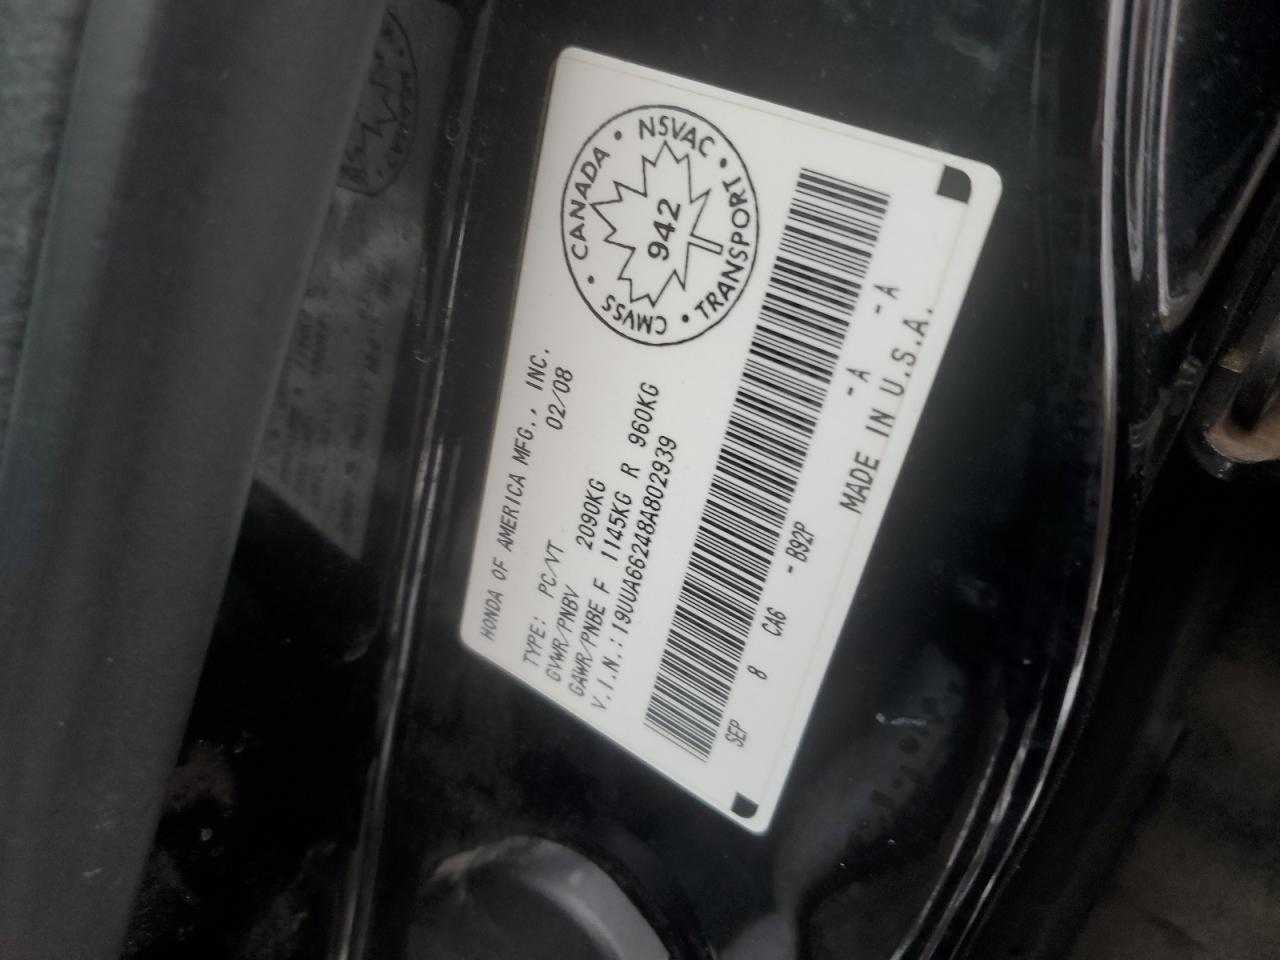 HONDA OF AMERICA MFG., INC.
02/08
TYPE: PC/VT
GVWR/PNBV 2090KG
GAWR/PNBE F 1145KG R 960KG
V.I.N.:19UUA66248A802939
SEP 8 CA6 -B92P -A -A
MADE IN U.S.A.
CANADA • NSVAC • TRANSPORT • CMVSS •
942